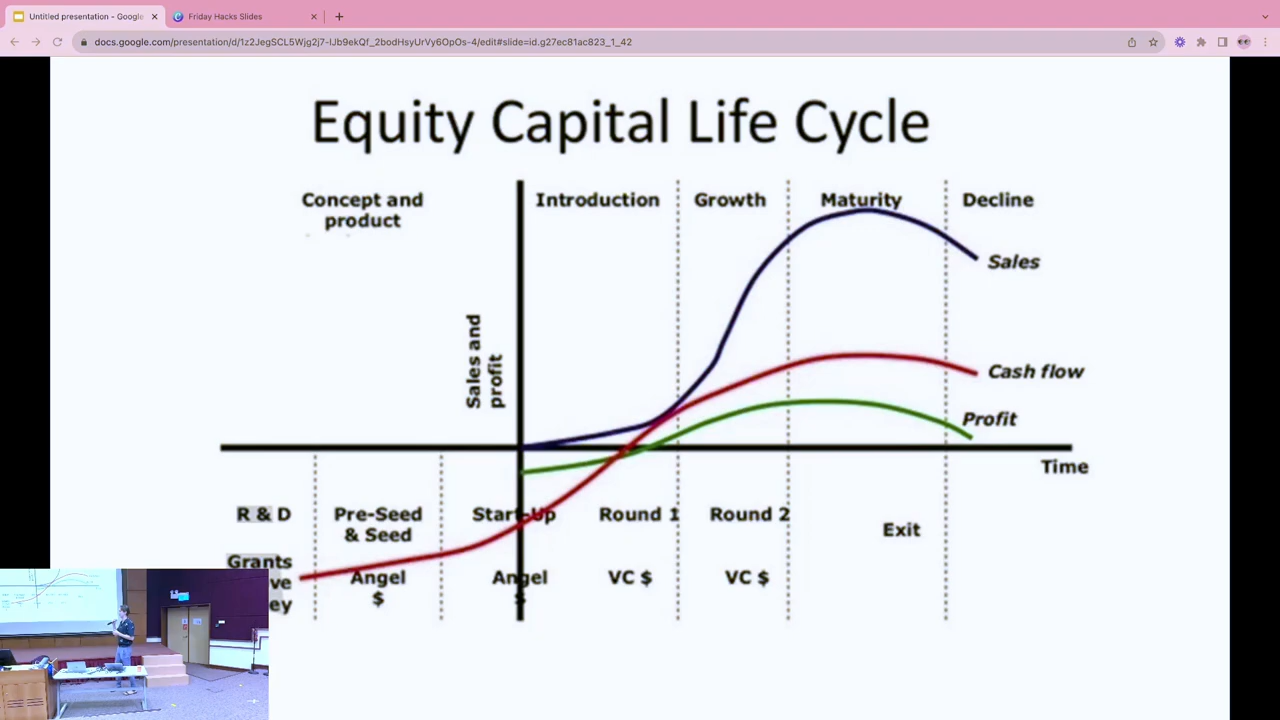 Untitled presentation - Google
Friday Hacks Slides
docs.google.com/presentation/d/1z2JegSCL5Wjg2j7-IJb9ekQf_2bodHsyUrVy6OpOs-4/edit#slide=id.g27ec81ac823_1_42
Equity Capital Life Cycle
Concept and
product
Introduction
Growth
Maturity
Decline
Sales
Sales and
profit
Cash flow
Profit
Time
R & D
Pre-Seed
& Seed
Start-Up
Round 1
Round 2
Exit
Grants
Angel
$
Angel
$
VC $
VC $